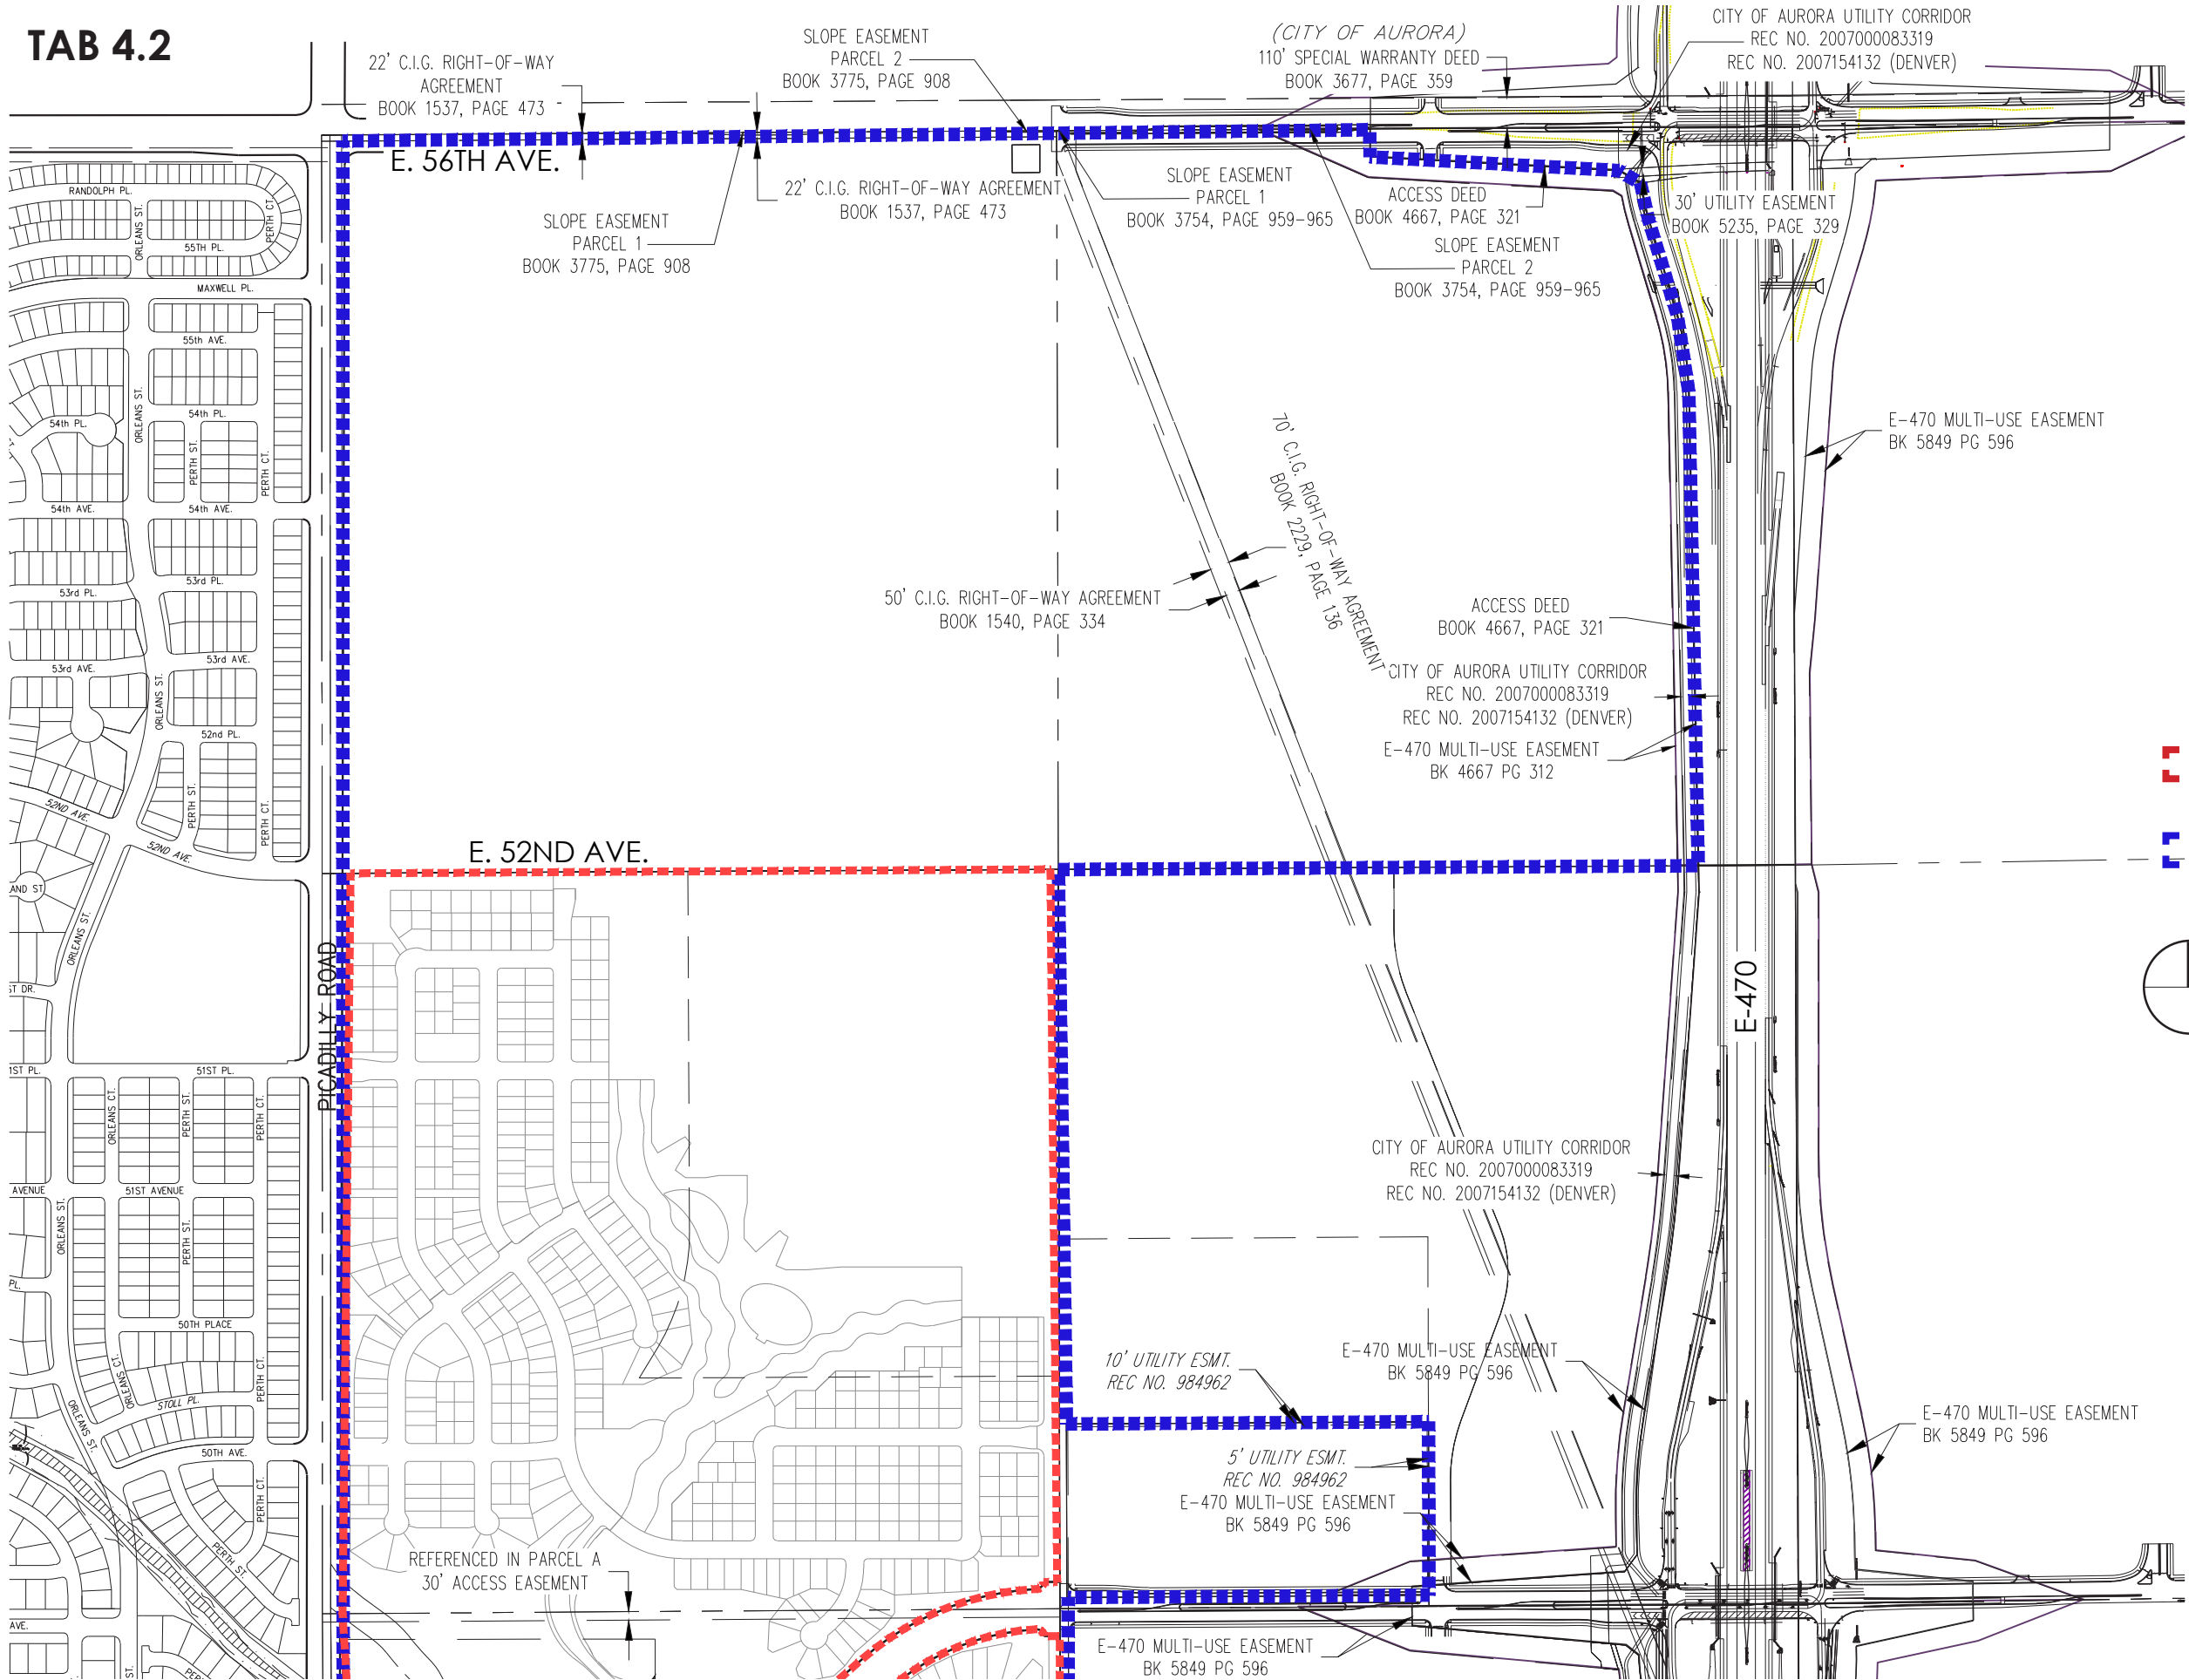 TAB 4.2
22' C.I.G. RIGHT-OF-WAY
AGREEMENT
BOOK 1537, PAGE 473
SLOPE EASEMENT
PARCEL 2
BOOK 3775, PAGE 908
(CITY OF AURORA)
110' SPECIAL WARRANTY DEED
BOOK 3677, PAGE 359
CITY OF AURORA UTILITY CORRIDOR
REC NO. 2007000083319
REC NO. 2007154132 (DENVER)
E. 56TH AVE.
SLOPE EASEMENT
PARCEL 1
BOOK 3775, PAGE 908
22' C.I.G. RIGHT-OF-WAY AGREEMENT
BOOK 1537, PAGE 473
SLOPE EASEMENT
PARCEL 1
BOOK 3754, PAGE 959-965
ACCESS DEED
BOOK 4667, PAGE 321
SLOPE EASEMENT
PARCEL 2
BOOK 3754, PAGE 959-965
30' UTILITY EASEMENT
BOOK 5235, PAGE 329
RANDOLPH PL.
ORLEANS ST.
PERTH CT.
55TH PL.
MAXWELL PL.
55th AVE.
ORLEANS ST.
54th PL.
54th PL.
PERTH ST.
PERTH CT.
54th AVE.
54th AVE.
53rd PL.
53rd PL.
53rd AVE.
53rd AVE.
ORLEANS ST.
52nd PL.
PERTH ST.
PERTH CT.
52ND AVE.
52ND AVE.
E-470 MULTI-USE EASEMENT
BK 5849 PG 596
70' C.I.G. RIGHT-OF-WAY AGREEMENT
BOOK 2229, PAGE 136
50' C.I.G. RIGHT-OF-WAY AGREEMENT
BOOK 1540, PAGE 334
ACCESS DEED
BOOK 4667, PAGE 321
CITY OF AURORA UTILITY CORRIDOR
REC NO. 2007000083319
REC NO. 2007154132 (DENVER)
E-470 MULTI-USE EASEMENT
BK 4667 PG 312
E. 52ND AVE.
AND ST
ORLEANS ST.
PICADILLY ROAD
E-470
ST DR.
1ST PL.
51ST PL.
ORLEANS CT.
PERTH ST.
PERTH CT.
AVENUE
51ST AVENUE
ORLEANS ST.
PERTH ST.
CITY OF AURORA UTILITY CORRIDOR
REC NO. 2007000083319
REC NO. 2007154132 (DENVER)
PL.
50TH PLACE
ORLEANS CT.
PERTH CT.
STOLL PL.
ORLEANS ST.
50TH AVE.
PERTH CT.
PERTH ST.
10' UTILITY ESMT.
REC NO. 984962
E-470 MULTI-USE EASEMENT
BK 5849 PG 596
E-470 MULTI-USE EASEMENT
BK 5849 PG 596
5' UTILITY ESMT.
REC NO. 984962
E-470 MULTI-USE EASEMENT
BK 5849 PG 596
REFERENCED IN PARCEL A
30' ACCESS EASEMENT
AVE.
ST.
E-470 MULTI-USE EASEMENT
BK 5849 PG 596